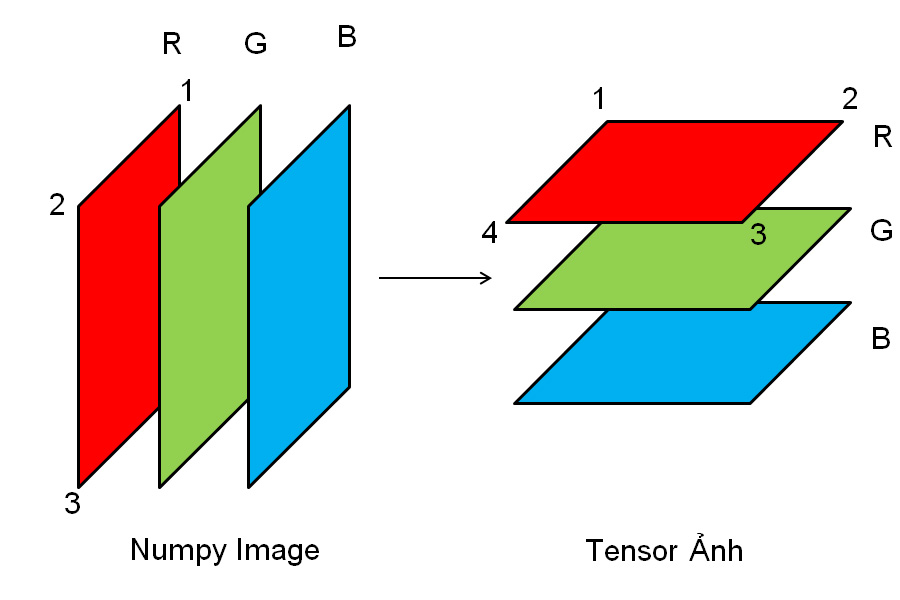 R G B
1
2
3
Numpy Image
1 2
R
4 3
G
B
Tensor Ảnh